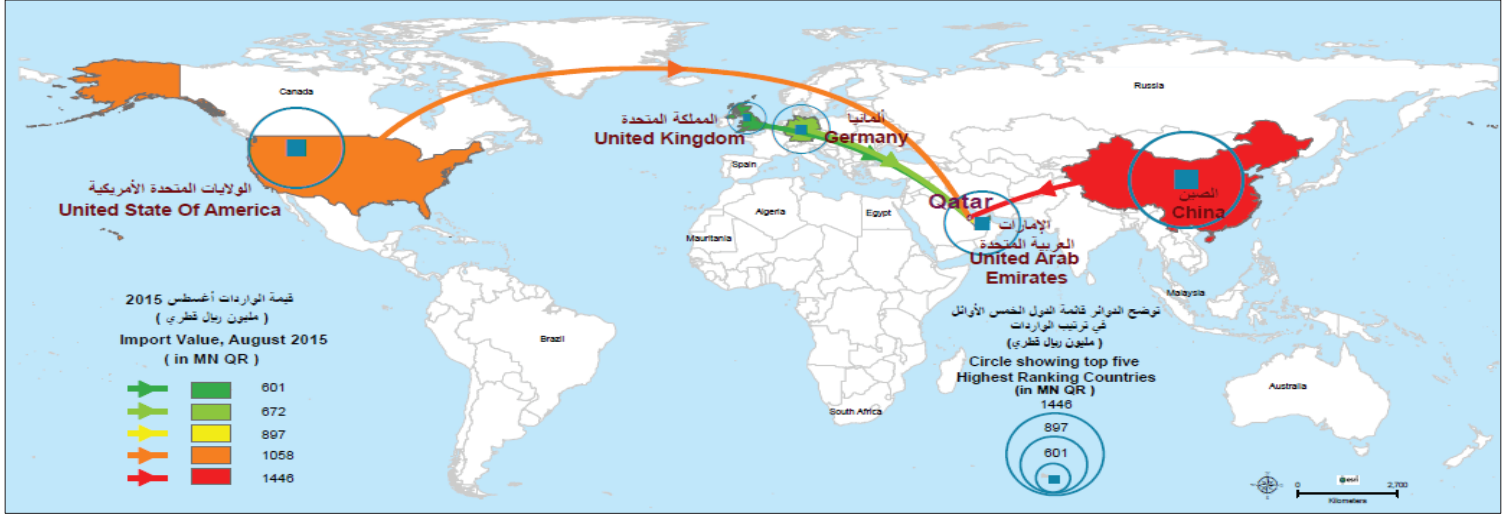 Canada
Russia
المملكة المتحدة
United Kingdom
ألمانيا
Germany
Spain
الولايات المتحدة الأمريكية
United State Of America
Algeria
Egypt
Mauritania
Qatar
الإمارات
العربية المتحدة
United Arab
Emirates
الصين
China
Malaysia
Brazil
South Africa
Australia
قيمة الواردات أغسطس 2015
( مليون ريال قطري )
Import Value, August 2015
( in MN QR )
601
672
897
1058
1446
توضح الدوائر قائمة الدول الخمس الأوائل
في ترتيب الواردات
(مليون ريال قطري)
Circle showing top five
Highest Ranking Countries
(in MN QR )
1446
897
601
@esri
0 2,700
Kilometers